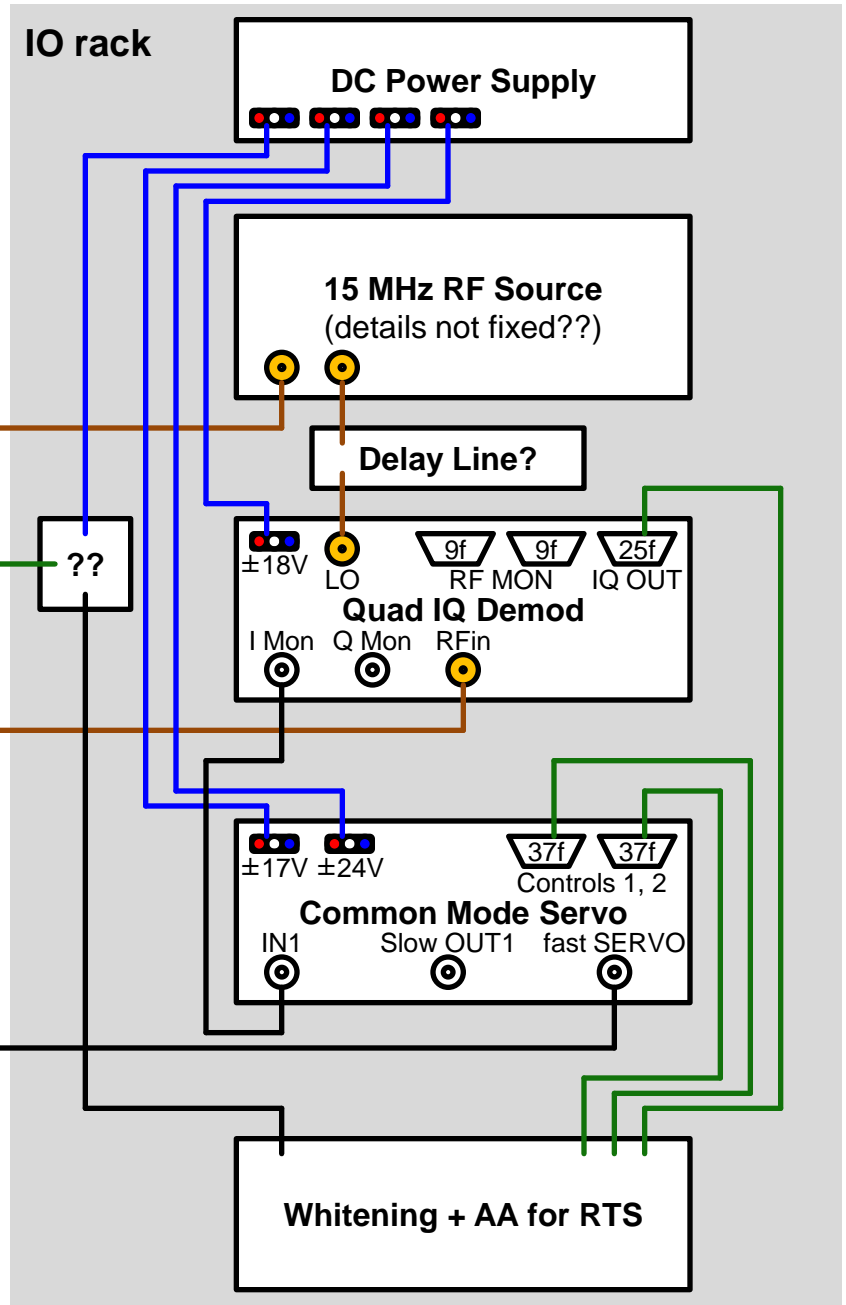 IO rack
DC Power Supply
15 MHz RF Source
(details not fixed??)
Delay Line?
??
9f 9f 25f
±18V LO RF MON IQ OUT
Quad IQ Demod
I Mon Q Mon RFin
37f 37f
±17V ±24V Controls 1, 2
Common Mode Servo
IN1 Slow OUT1 fast SERVO
Whitening + AA for RTS